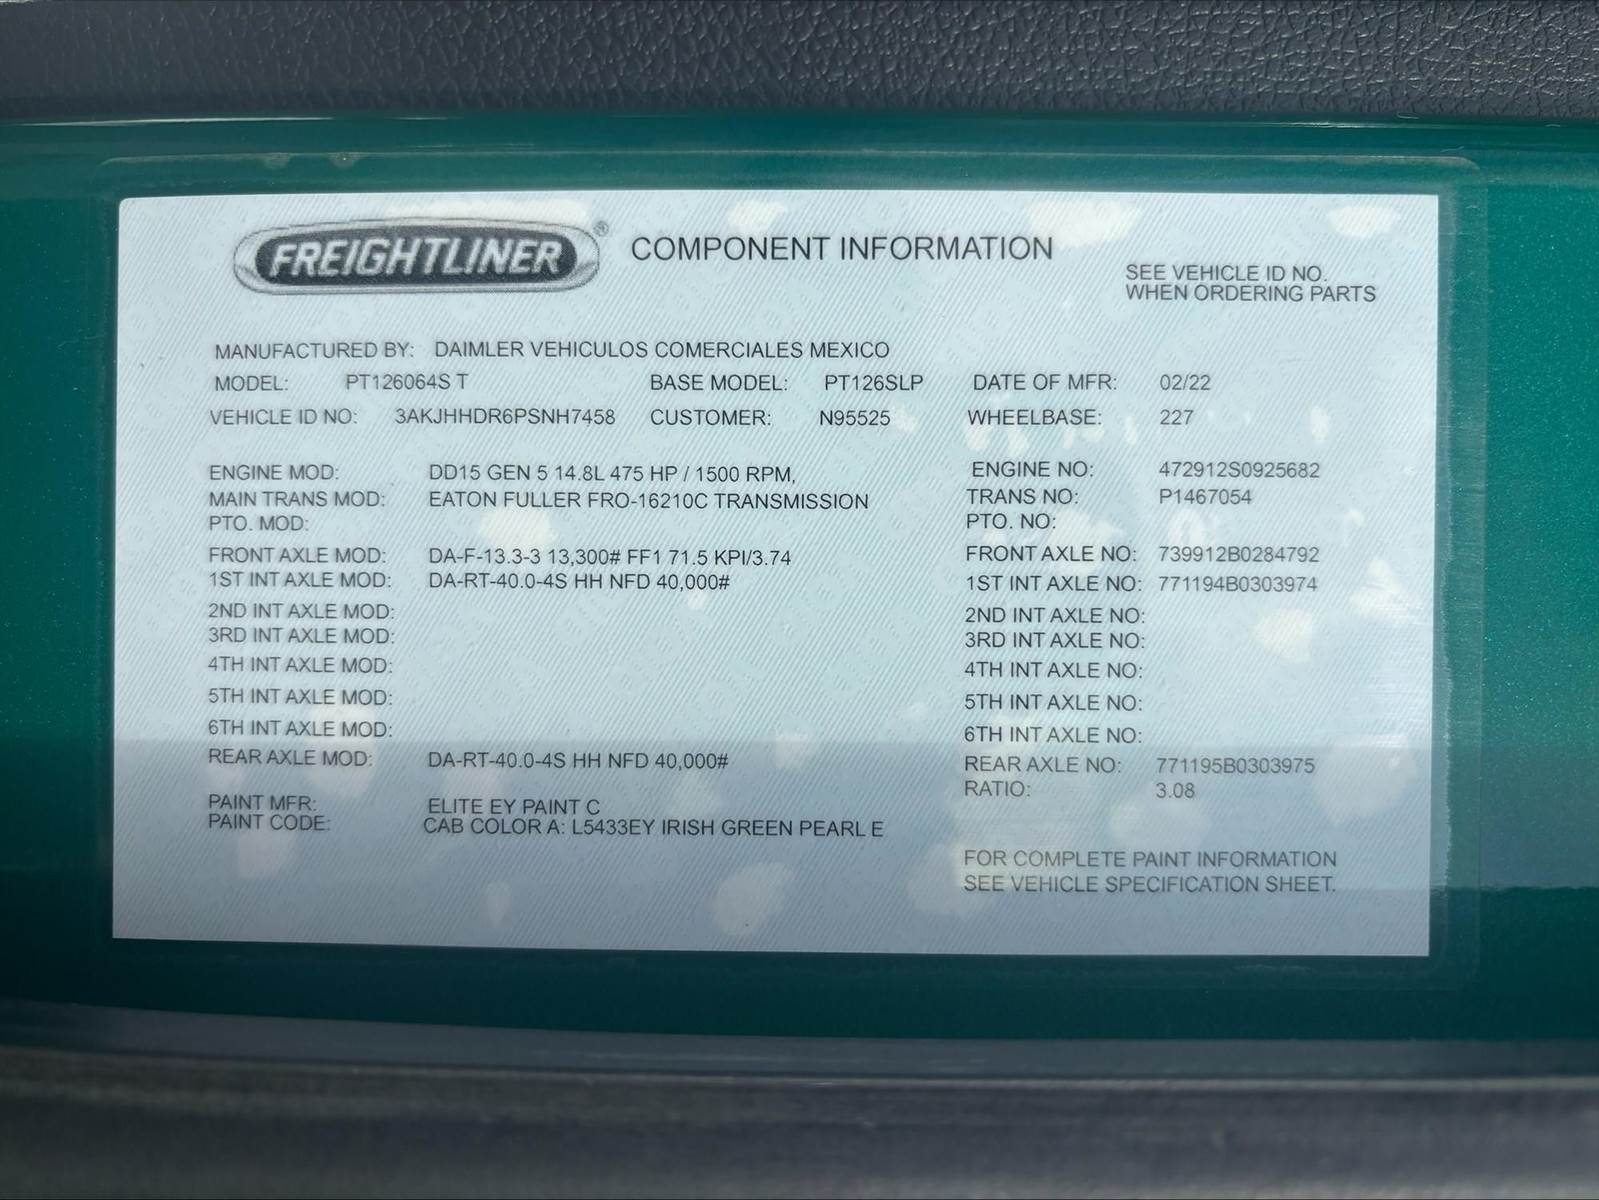 FREIGHTLINER® COMPONENT INFORMATION
SEE VEHICLE ID NO.
WHEN ORDERING PARTS
MANUFACTURED BY: DAIMLER VEHICULOS COMERCIALES MEXICO
MODEL: PT126064S T BASE MODEL: PT126SLP DATE OF MFR: 02/22
VEHICLE ID NO: 3AKJHHDR6PSNH7458 CUSTOMER: N95525 WHEELBASE: 227
ENGINE MOD: DD15 GEN 5 14.8L 475 HP / 1500 RPM, ENGINE NO: 472912S0925682
MAIN TRANS MOD: EATON FULLER FRO-16210C TRANSMISSION TRANS NO: P1467054
PTO. MOD: PTO. NO:
FRONT AXLE MOD: DA-F-13.3-3 13,300# FF1 71.5 KPI/3.74 FRONT AXLE NO: 739912B0284792
1ST INT AXLE MOD: DA-RT-40.0-4S HH NFD 40,000# 1ST INT AXLE NO: 771194B0303974
2ND INT AXLE MOD: 2ND INT AXLE NO:
3RD INT AXLE MOD: 3RD INT AXLE NO:
4TH INT AXLE MOD: 4TH INT AXLE NO:
5TH INT AXLE MOD: 5TH INT AXLE NO:
6TH INT AXLE MOD: 6TH INT AXLE NO:
REAR AXLE MOD: DA-RT-40.0-4S HH NFD 40,000# REAR AXLE NO: 771195B0303975
RATIO: 3.08
PAINT MFR: ELITE EY PAINT C
PAINT CODE: CAB COLOR A: L5433EY IRISH GREEN PEARL E
FOR COMPLETE PAINT INFORMATION
SEE VEHICLE SPECIFICATION SHEET.